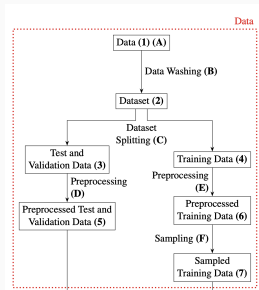 Data
Data (1) (A)
Data Washing (B)
Dataset (2)
Dataset
Splitting (C)
Test and
Validation Data (3)
Training Data (4)
Preprocessing
(D)
Preprocessing
(E)
Preprocessed Test and
Validation Data (5)
Preprocessed
Training Data (6)
Sampling (F)
Sampled
Training Data (7)